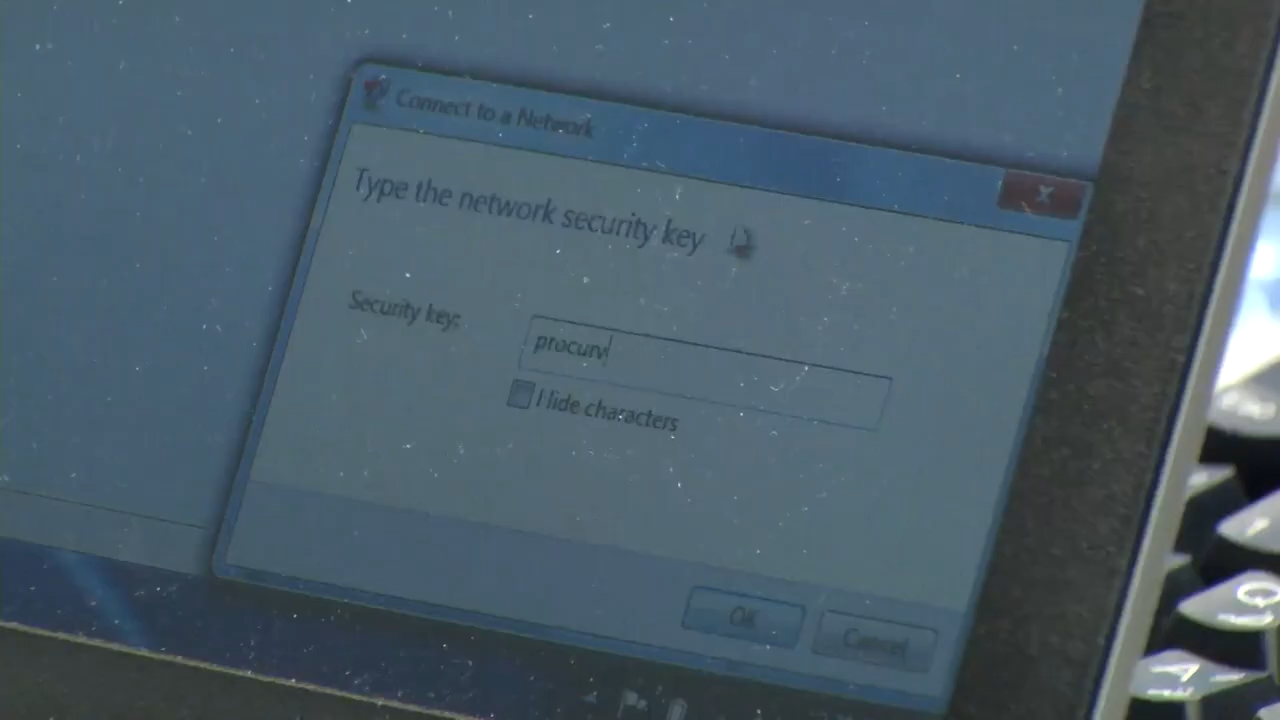 Connect to a Network
Type the network security key
Security key:
procurv
Hide characters
OK
Cancel
Q
A